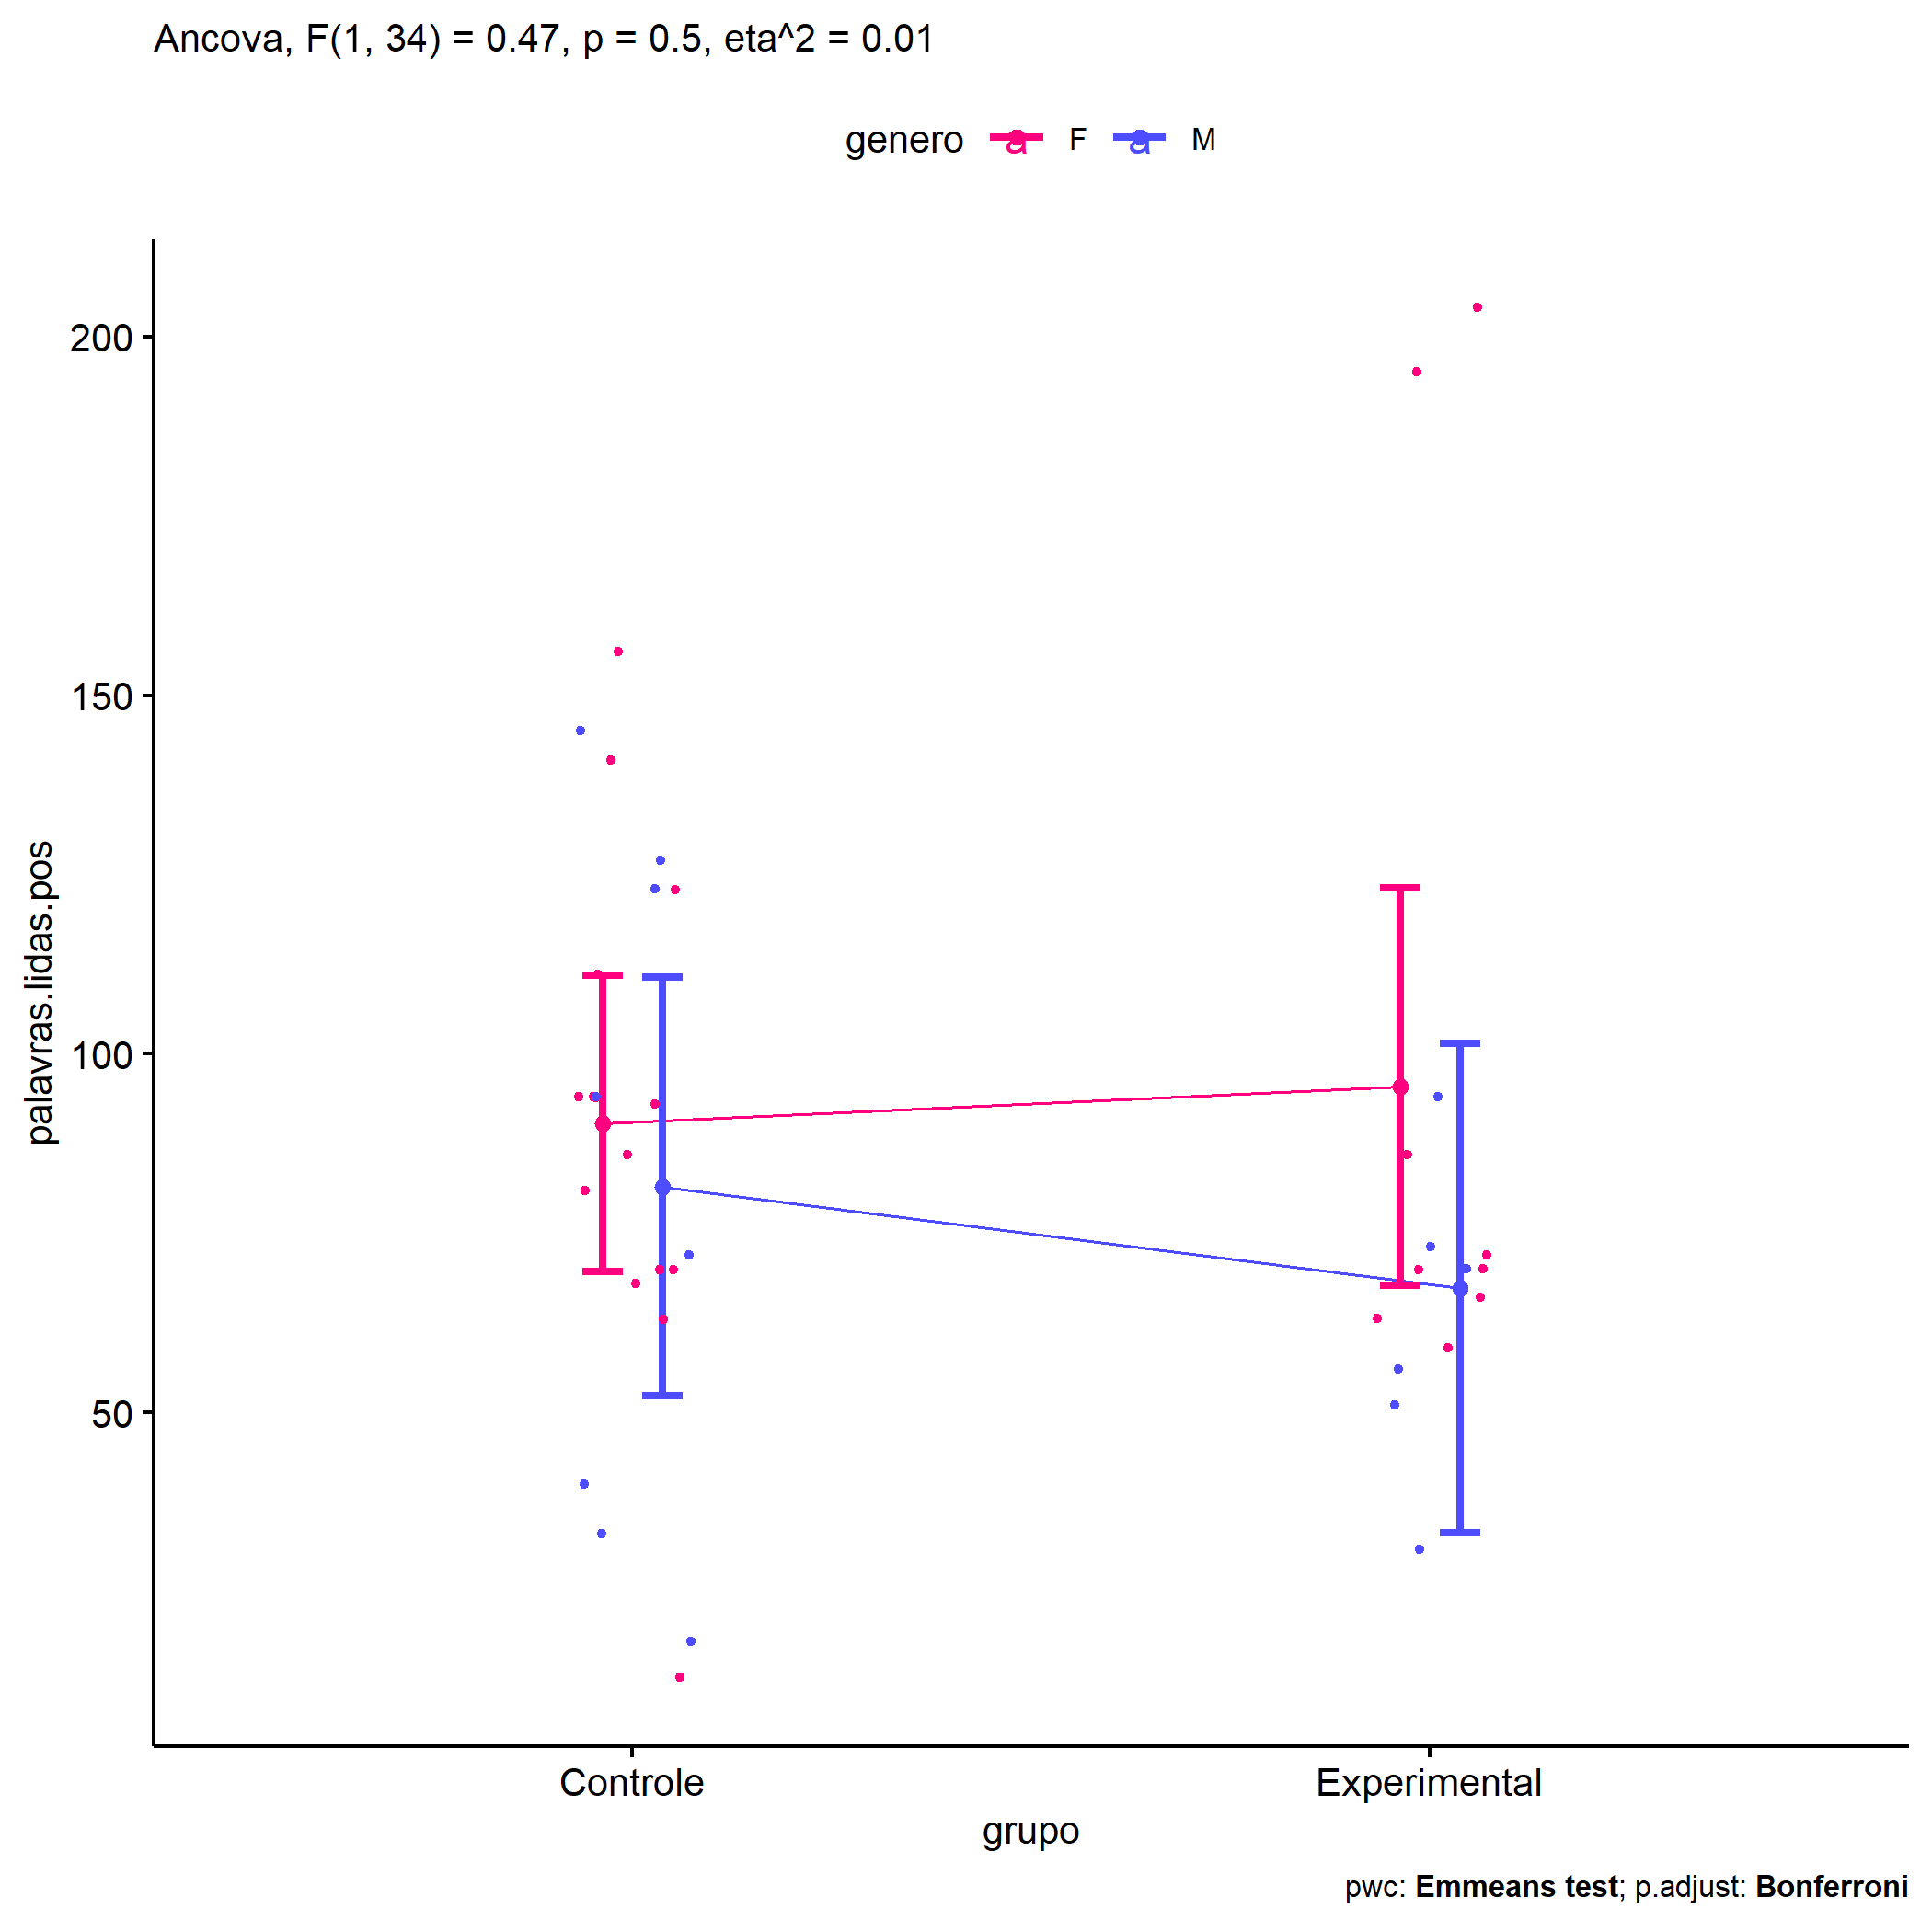 Ancova, F(1, 34) = 0.47, p = 0.5, eta^2 = 0.01
genero a F a M
200
150
100
50
palavras.lidas.pos
Controle Experimental
grupo
pwc: Emmeans test; p.adjust: Bonferroni